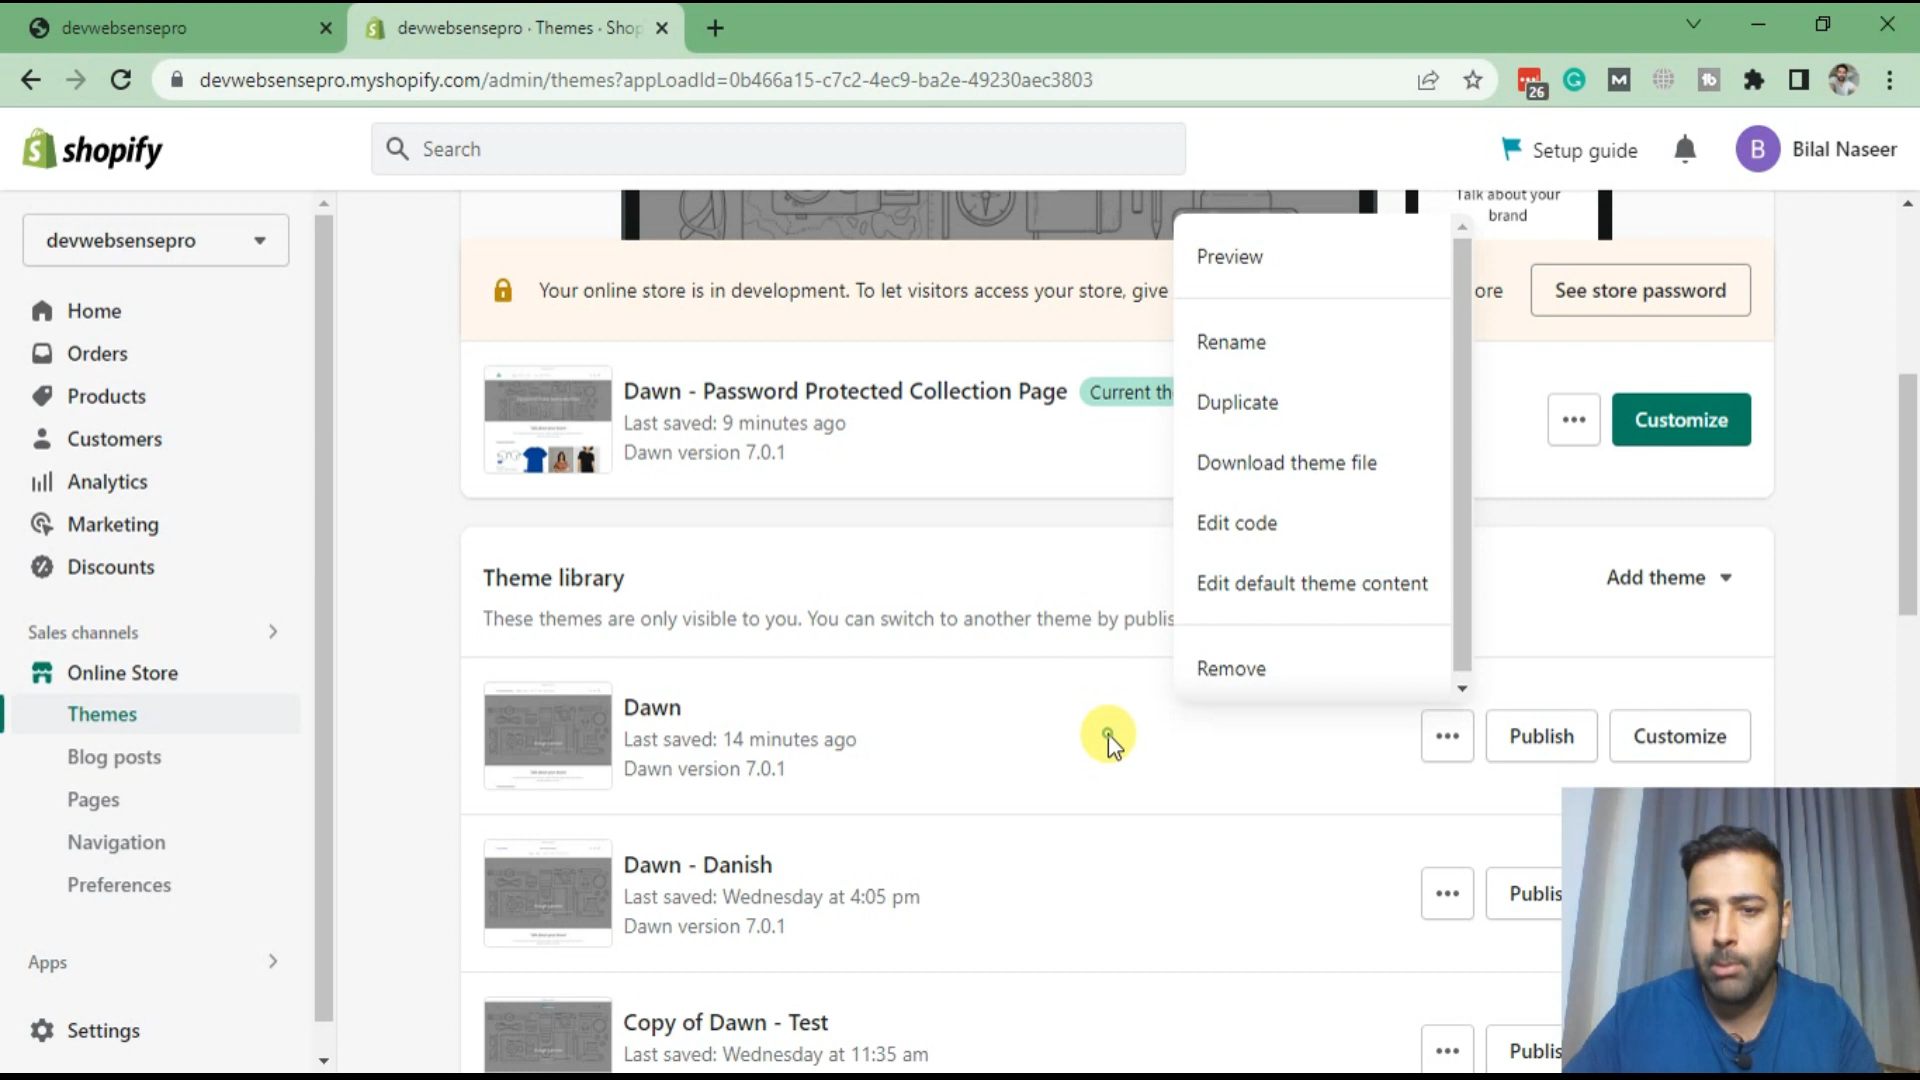 devwebsensepro
devwebsensepro · Themes · Shop
devwebsensepro.myshopify.com/admin/themes?appLoadId=0b466a15-c7c2-4ec9-ba2e-49230aec3803
26
shopify
Search
Setup guide
B
Bilal Naseer
devwebsensepro
Home
Orders
Products
Customers
Analytics
Marketing
Discounts
Sales channels
Online Store
Themes
Blog posts
Pages
Navigation
Preferences
Apps
Settings
Talk about your
brand
Your online store is in development. To let visitors access your store, give
ore
See store password
Dawn - Password Protected Collection Page
Current th
Last saved: 9 minutes ago
Dawn version 7.0.1
Customize
Preview
Rename
Duplicate
Download theme file
Edit code
Edit default theme content
Remove
Theme library
Add theme
These themes are only visible to you. You can switch to another theme by publis
Dawn
Last saved: 14 minutes ago
Dawn version 7.0.1
Publish
Customize
Dawn - Danish
Last saved: Wednesday at 4:05 pm
Dawn version 7.0.1
Publis
Copy of Dawn - Test
Last saved: Wednesday at 11:35 am
Publis